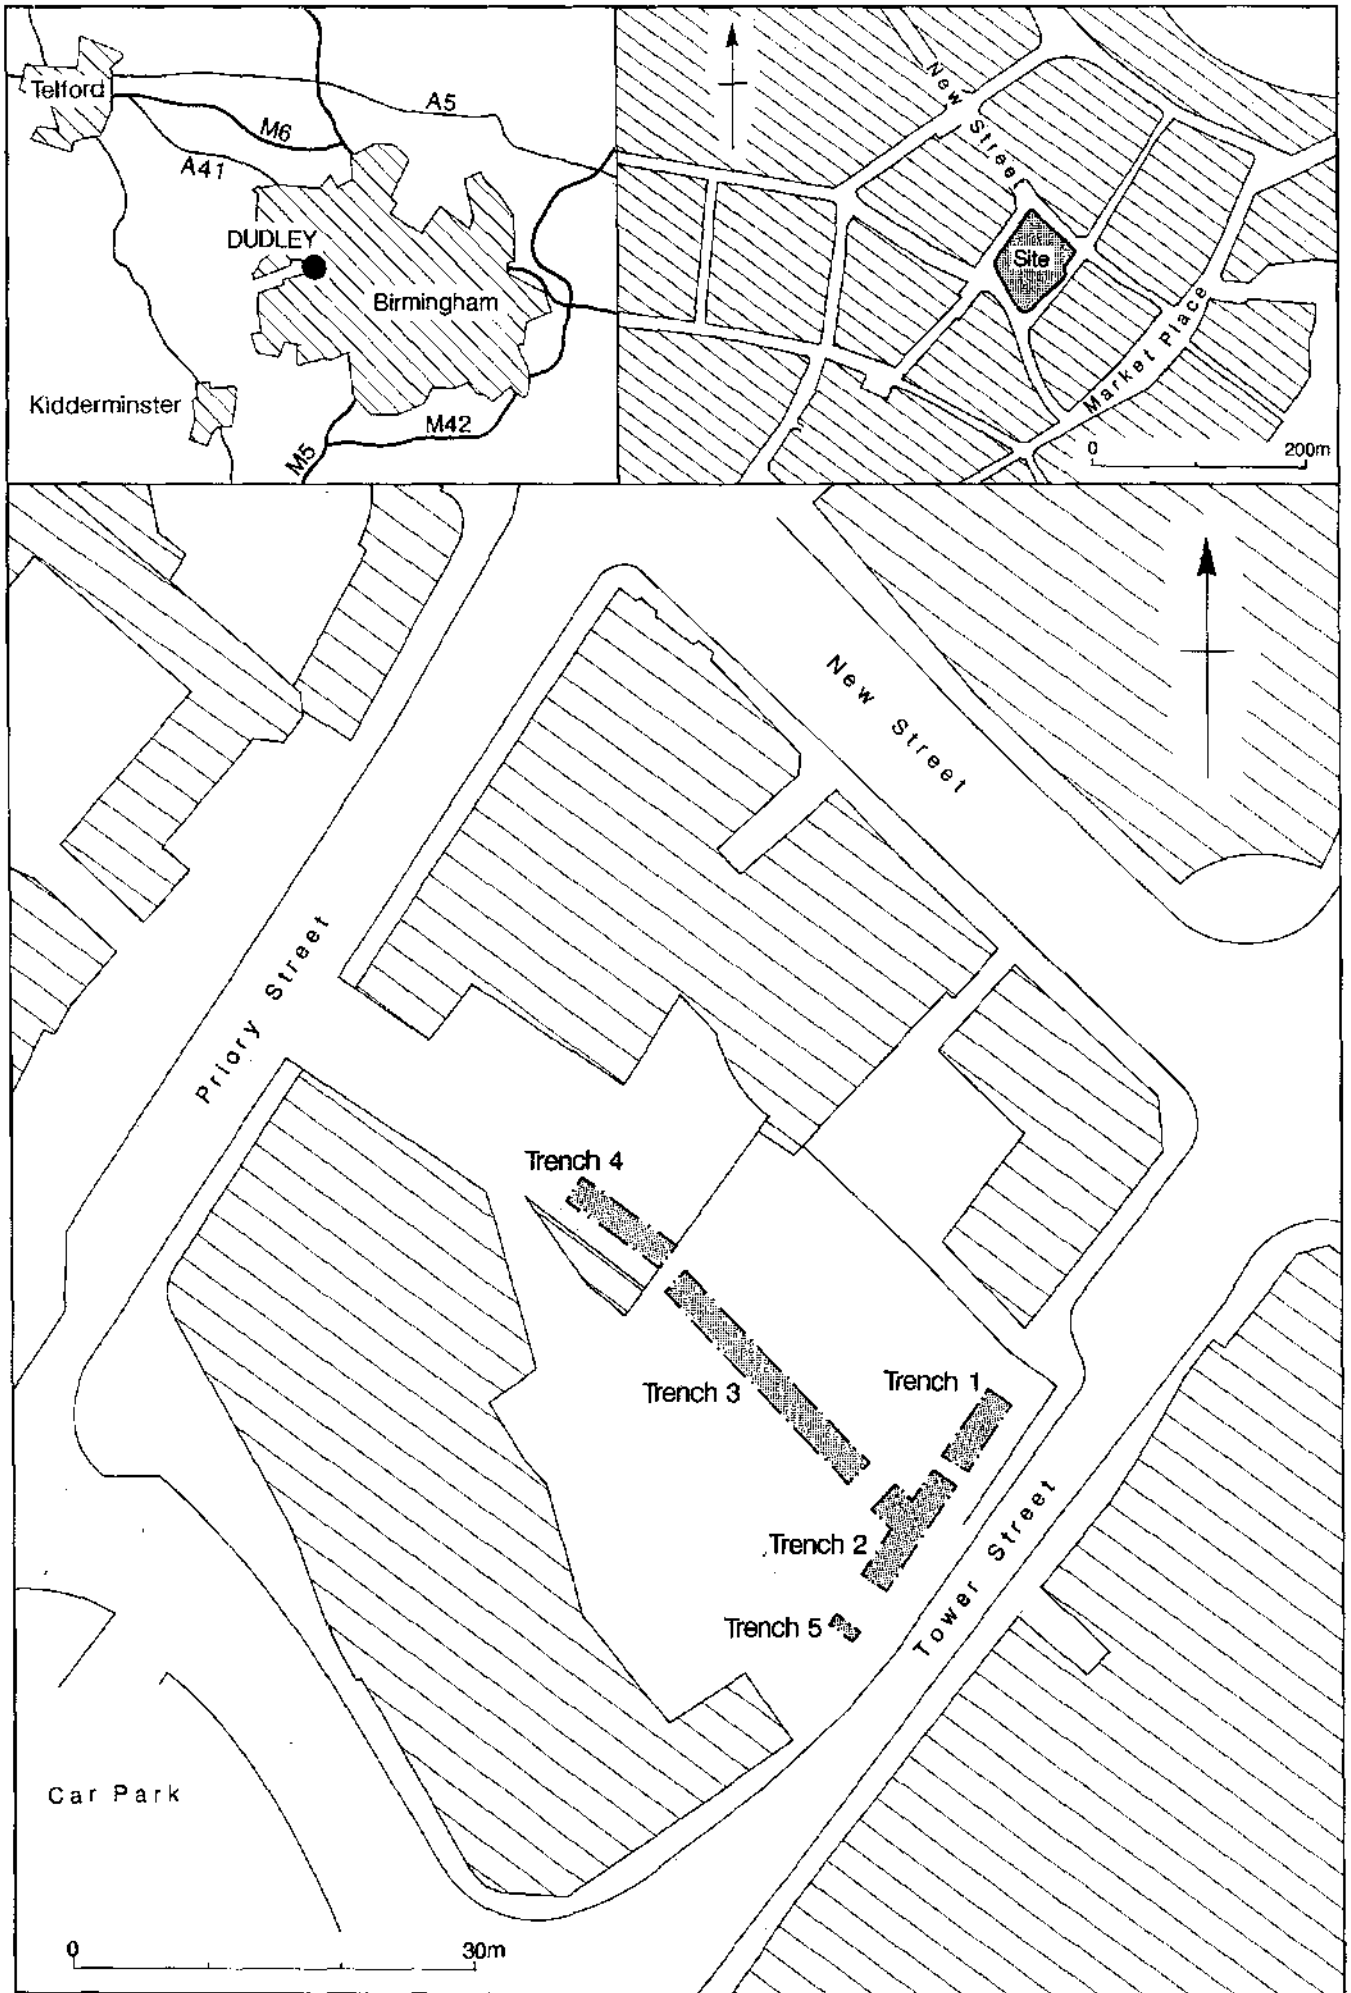 Telford
A5
M6
A41
DUDLEY
Birmingham
Kidderminster
M42
M5
New Street
Site
Market Place
0 200m
New Street
Priory Street
Trench 4
Trench 3
Trench 1
Trench 2
Trench 5
Tower Street
Car Park
0 30m